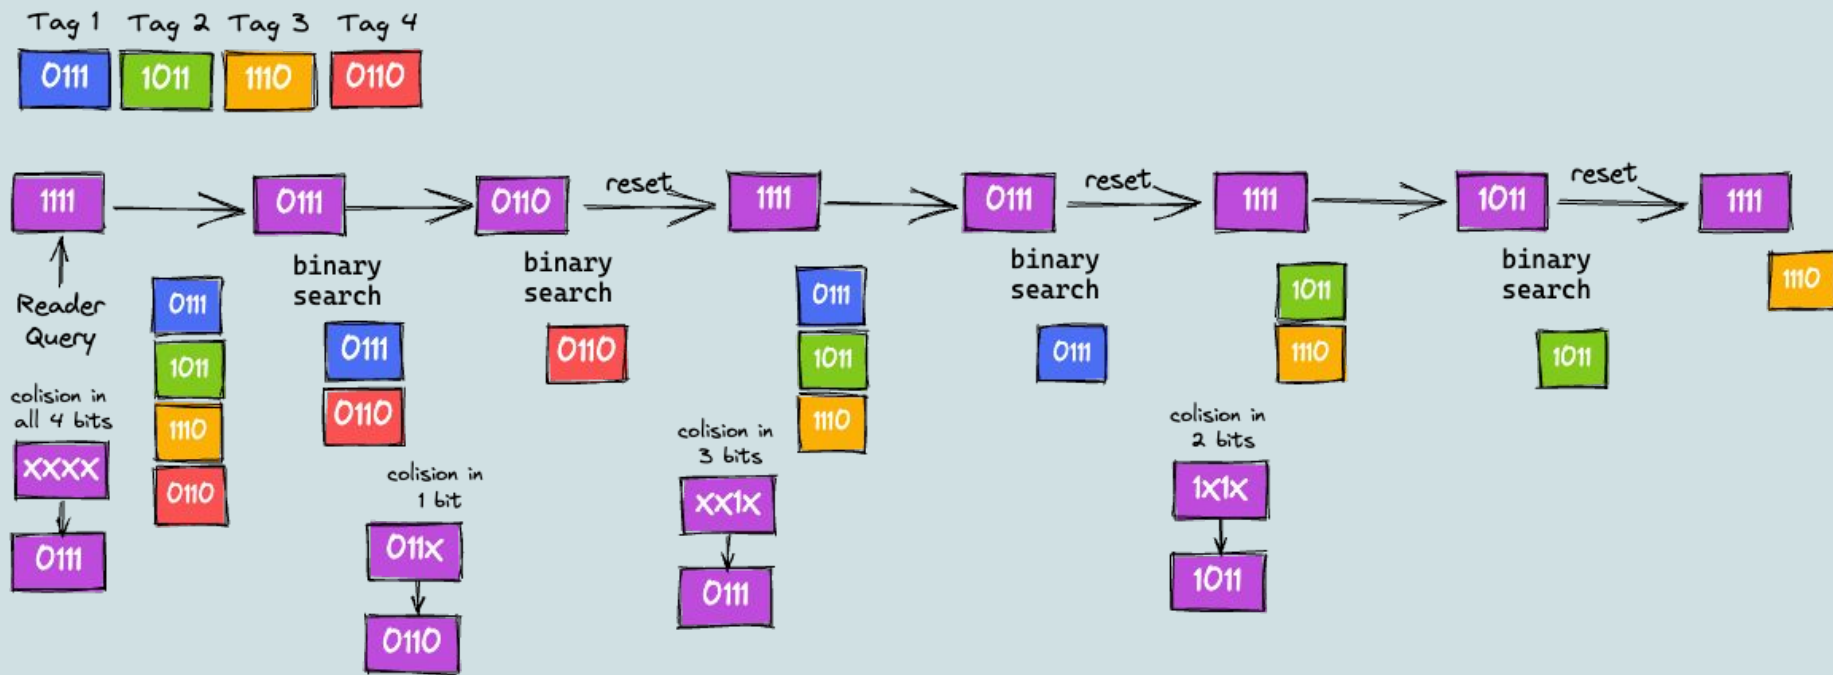 Tag 1 Tag 2 Tag 3 Tag 4
0111 1011 1110 0110
1111 0111 0110 reset 1111 0111 reset 1111 1011 reset 1111
Reader
Query
colision in
all 4 bits
XXXX
0111
0111
1011
1110
0110
binary
search
0111
0110
colision in
1 bit
011X
0110
binary
search
0110
colision in
3 bits
XX1X
0111
0111
1011
1110
binary
search
0111
colision in
2 bits
1X1X
1011
1011
1110
binary
search
1011
1110